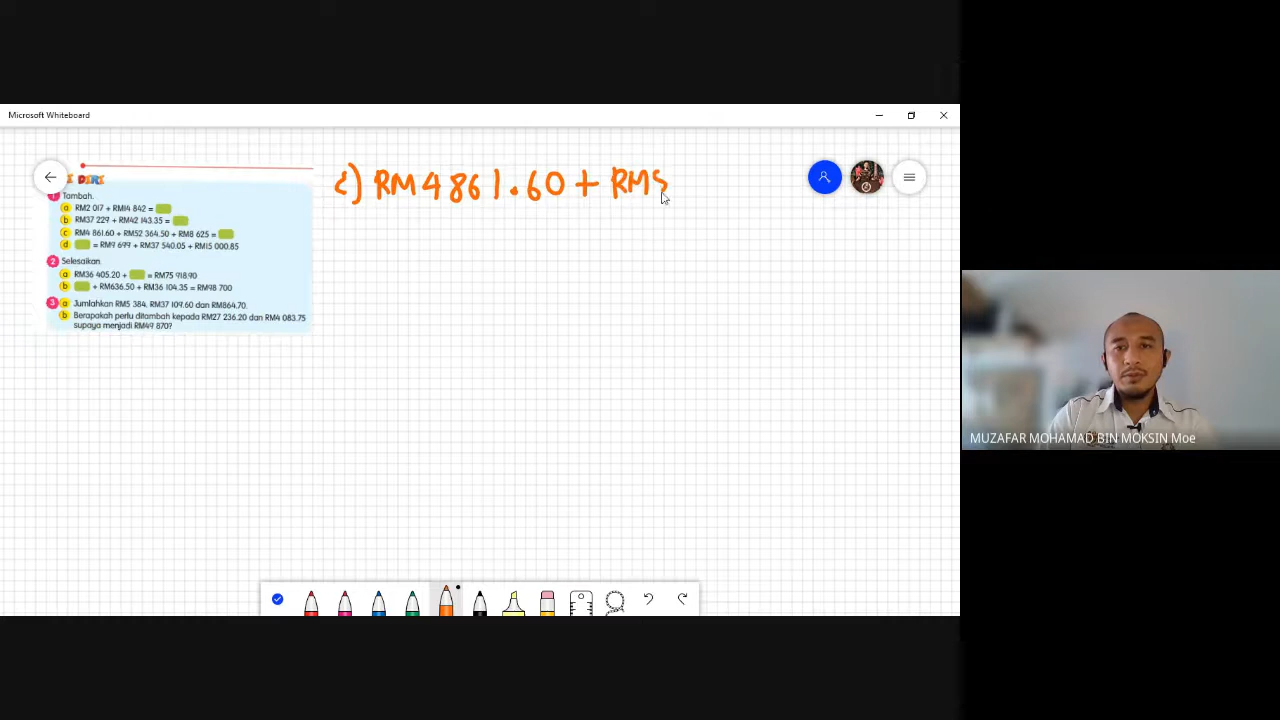 Microsoft Whiteboard
c) RM4861.60 + RM5
DIRI
1 Tambah.
a RM2 017 + RM14 842 =
b RM37 229 + RM42 143.35 =
c RM4 861.60 + RM52 364.50 + RM8 625 =
d = RM9 699 + RM37 540.05 + RM15 000.85
2 Selesaikan.
a RM36 405.20 + = RM75 918.90
b + RM636.50 + RM36 104.35 = RM98 700
3 a Jumlahkan RM5 384, RM37 109.60 dan RM864.70.
b Berapakah perlu ditambah kepada RM27 236.20 dan RM4 083.75
supaya menjadi RM49 870?
MUZAFAR MOHAMAD BIN MOKSIN Moe